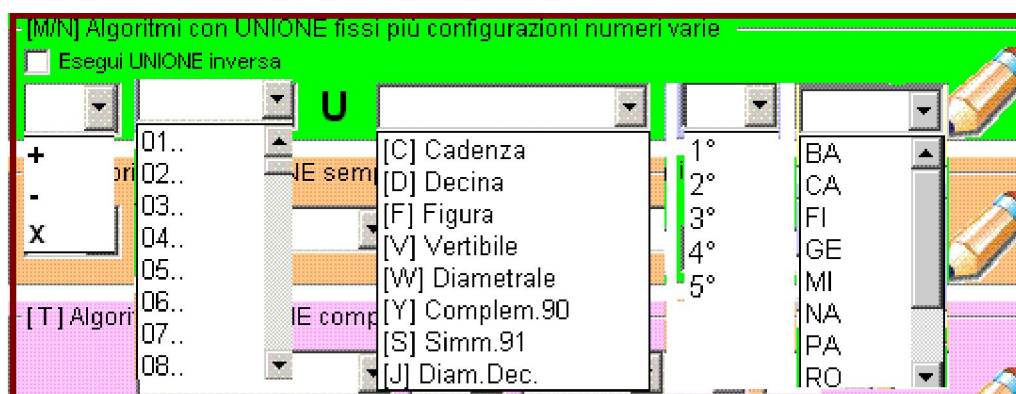 [M/N] Algoritmi con UNIONE fissi più configurazioni numeri varie
Esegui UNIONE inversa
U
+
-
X
01..
02..
03..
04..
05..
06..
07..
08..
[C] Cadenza
[D] Decina
[F] Figura
[V] Vertibile
[W] Diametrale
[Y] Complem.90
[S] Simm.91
[J] Diam.Dec.
1°
2°
3°
4°
5°
BA
CA
FI
GE
MI
NA
PA
RO
[T] Algori